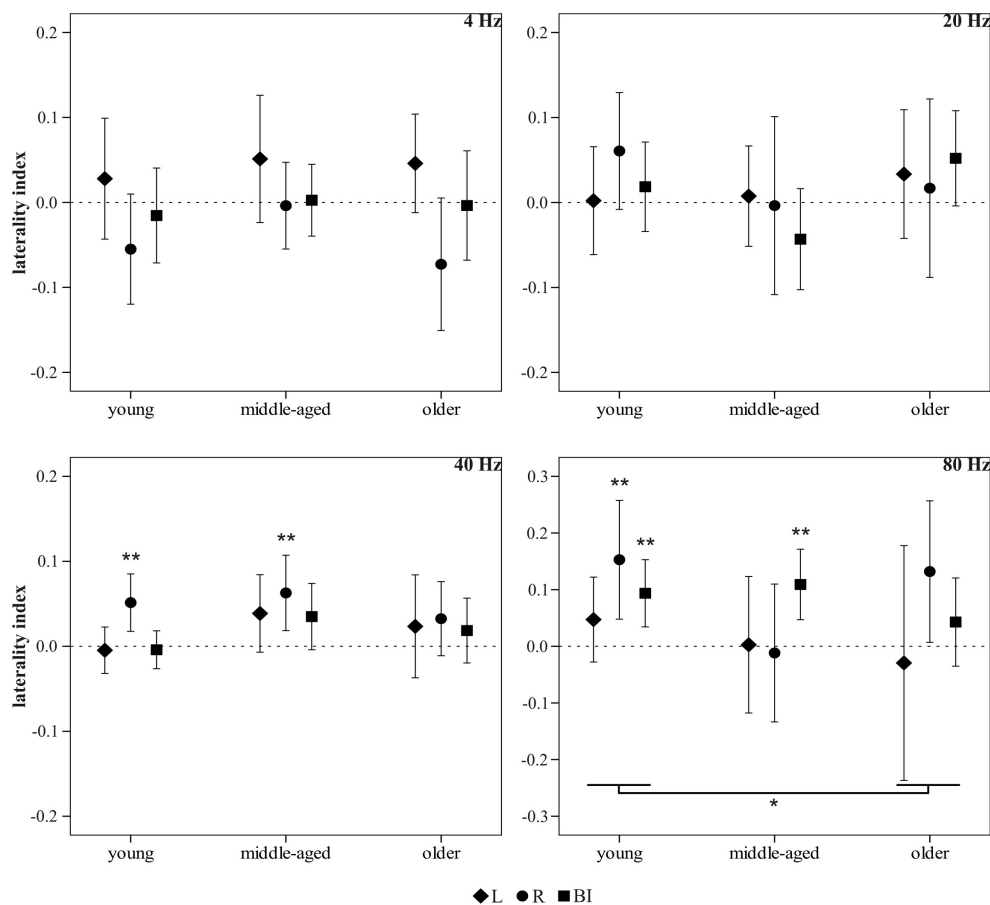 4 Hz
0.2
0.1
0.0
-0.1
-0.2
laterality index
young middle-aged older
20 Hz
0.2
0.1
0.0
-0.1
-0.2
young middle-aged older
40 Hz
0.2
0.1
0.0
-0.1
-0.2
laterality index
** **
young middle-aged older
80 Hz
0.3
0.2
0.1
0.0
-0.1
-0.2
-0.3
** ** **
*
young middle-aged older
L R BI